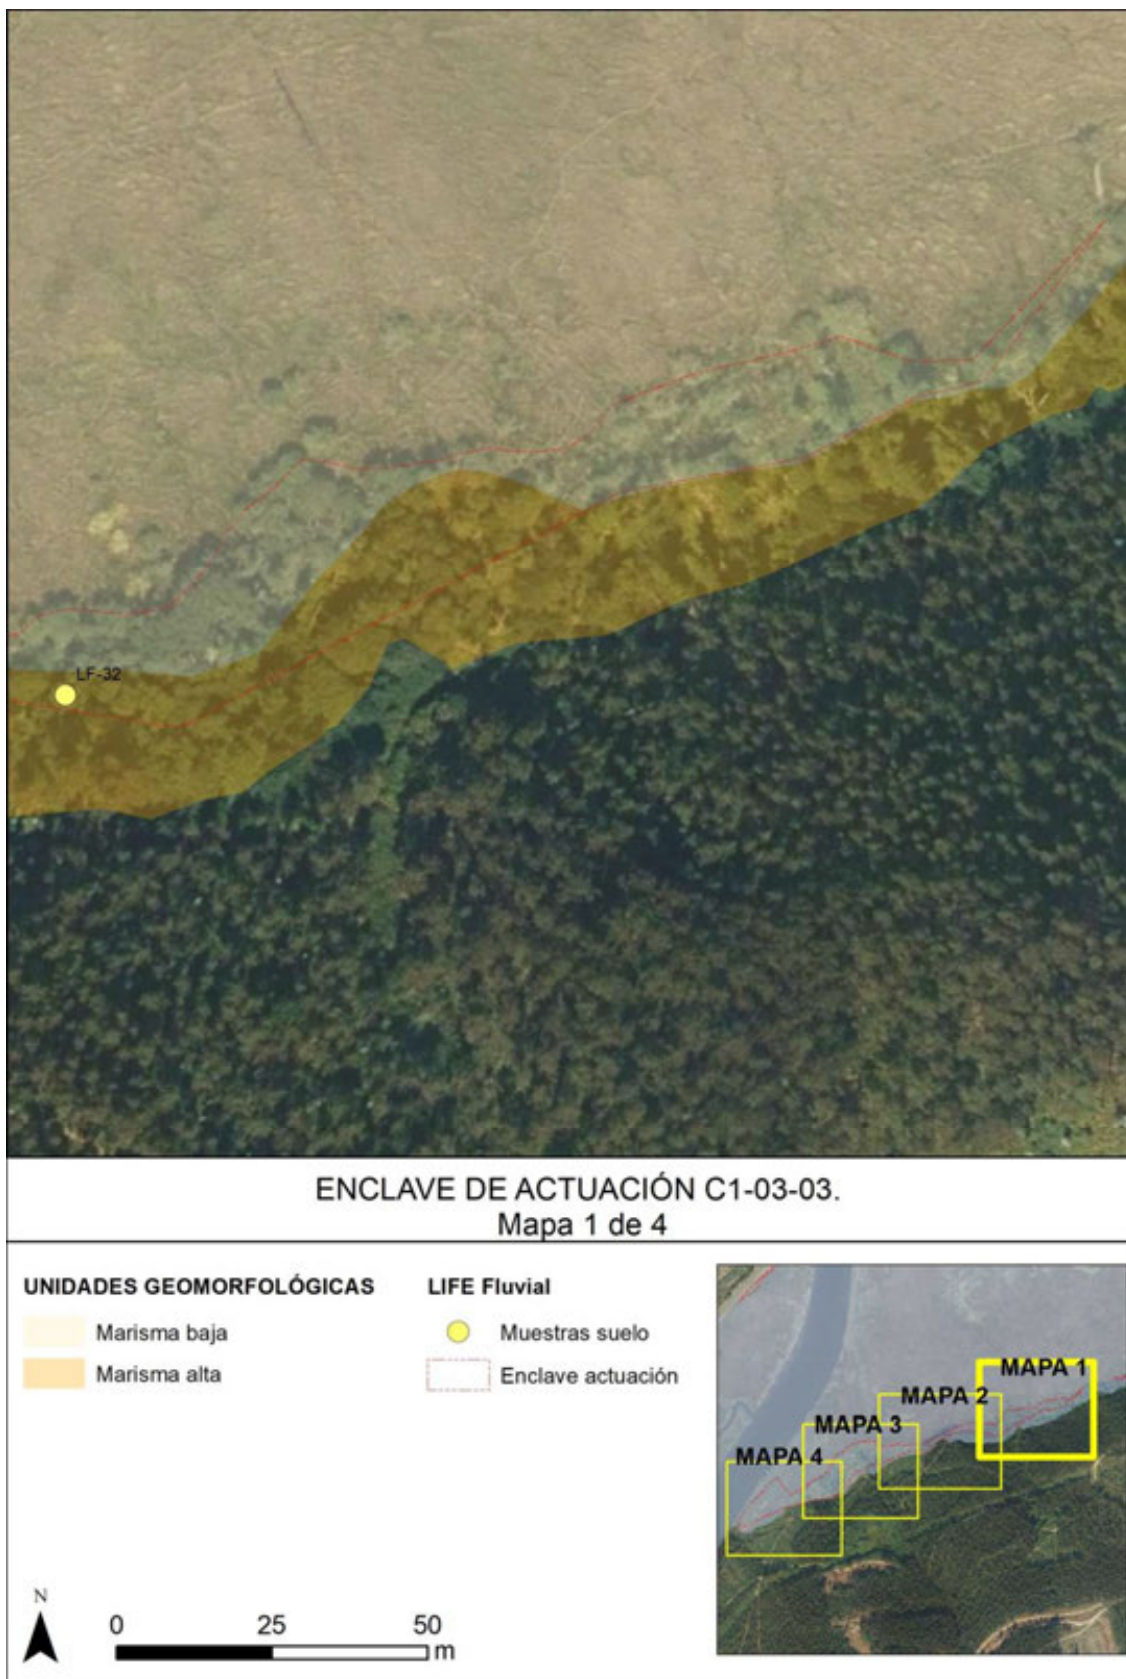 LF-32
ENCLAVE DE ACTUACIÓN C1-03-03.
Mapa 1 de 4
UNIDADES GEOMORFOLÓGICAS
Marisma baja
Marisma alta
LIFE Fluvial
Muestras suelo
Enclave actuación
MAPA 1
MAPA 2
MAPA 3
MAPA 4
N
0 25 50
m